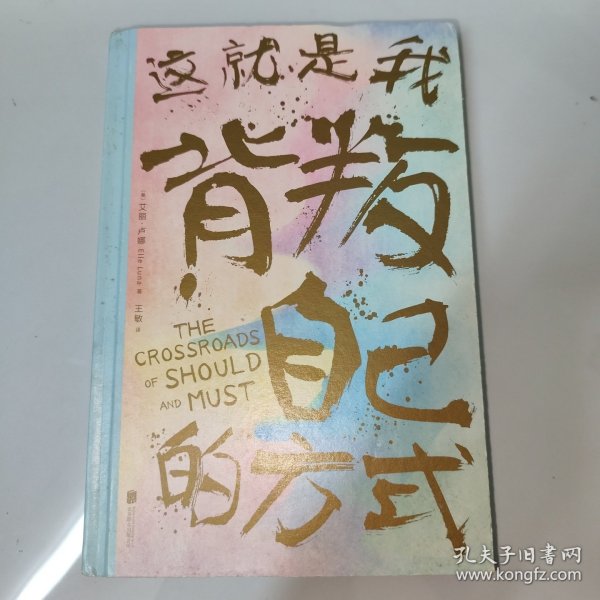 这就是我
背叛
自己
的方式
THE
CROSSROADS
OF SHOULD
AND MUST
[美] 艾丽·卢娜 Elle Luna 著
王敏 译
孔夫子旧书网
www.kongfz.com